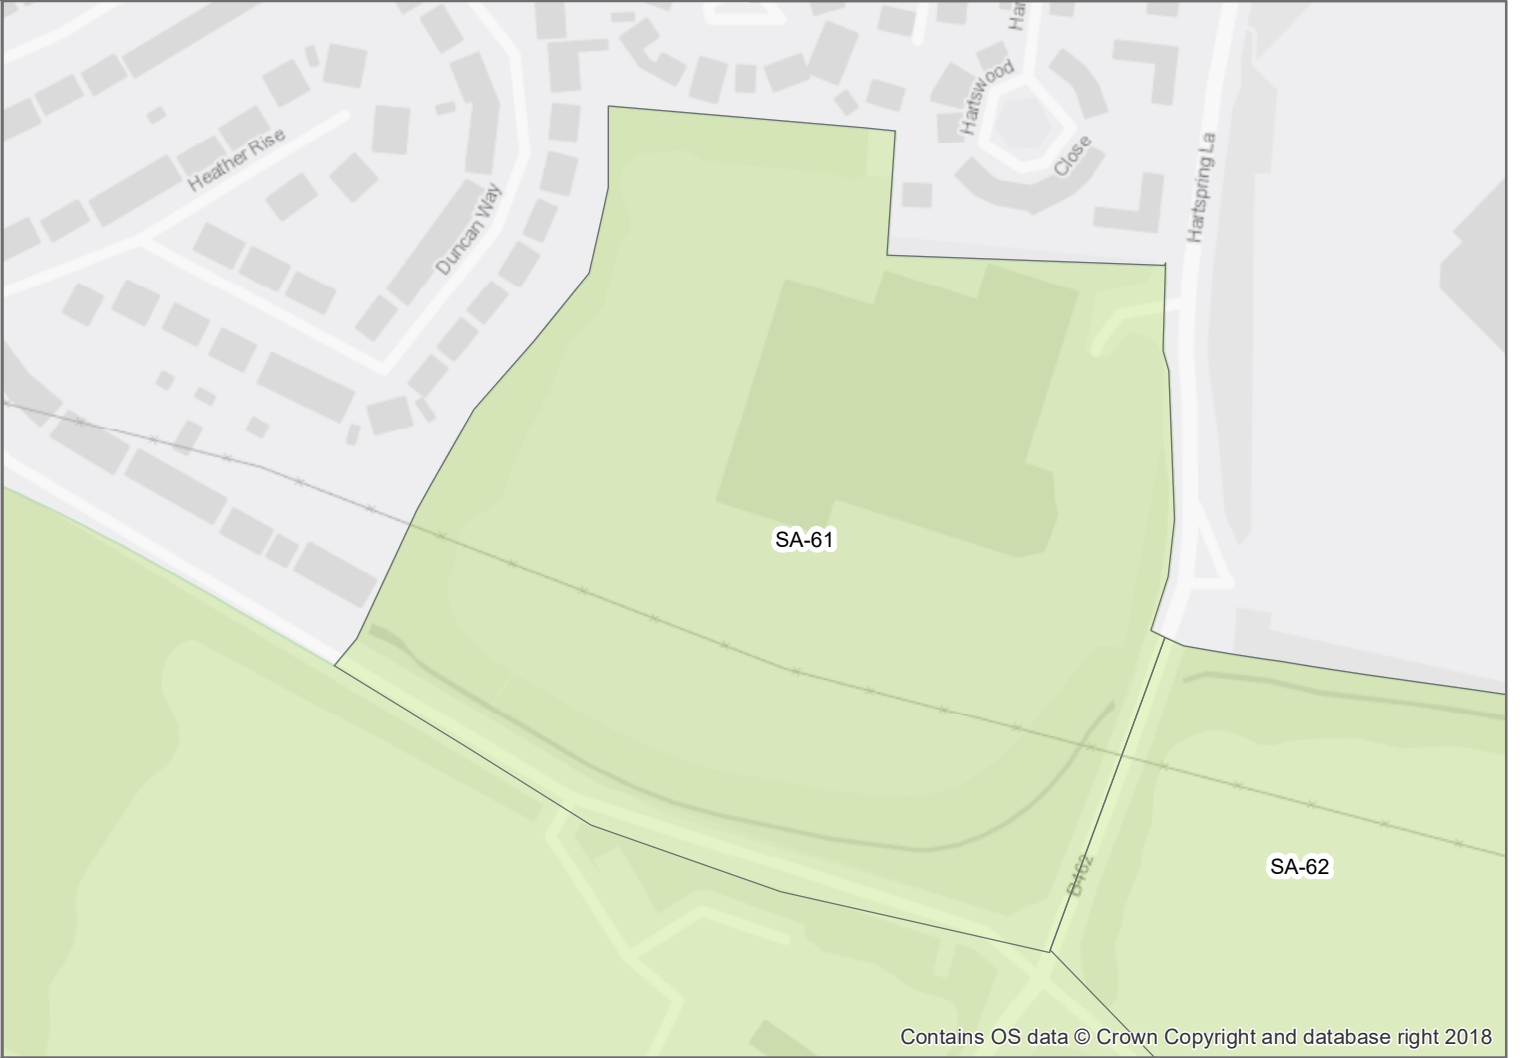 Har
Hartswood
Close
Hartspring La
Heather Rise
Duncan Way
SA-61
B462
SA-62
Contains OS data © Crown Copyright and database right 2018